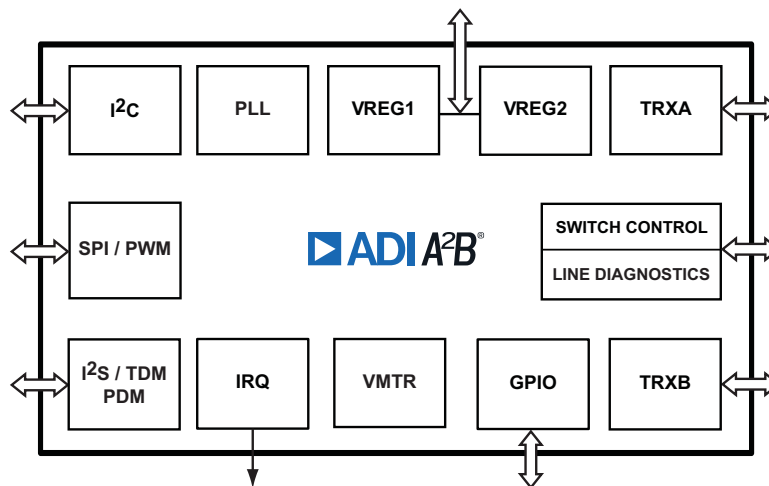 I²C
PLL
VREG1
VREG2
TRXA
SPI / PWM
ADI A²B®
SWITCH CONTROL
LINE DIAGNOSTICS
I²S / TDM
PDM
IRQ
VMTR
GPIO
TRXB